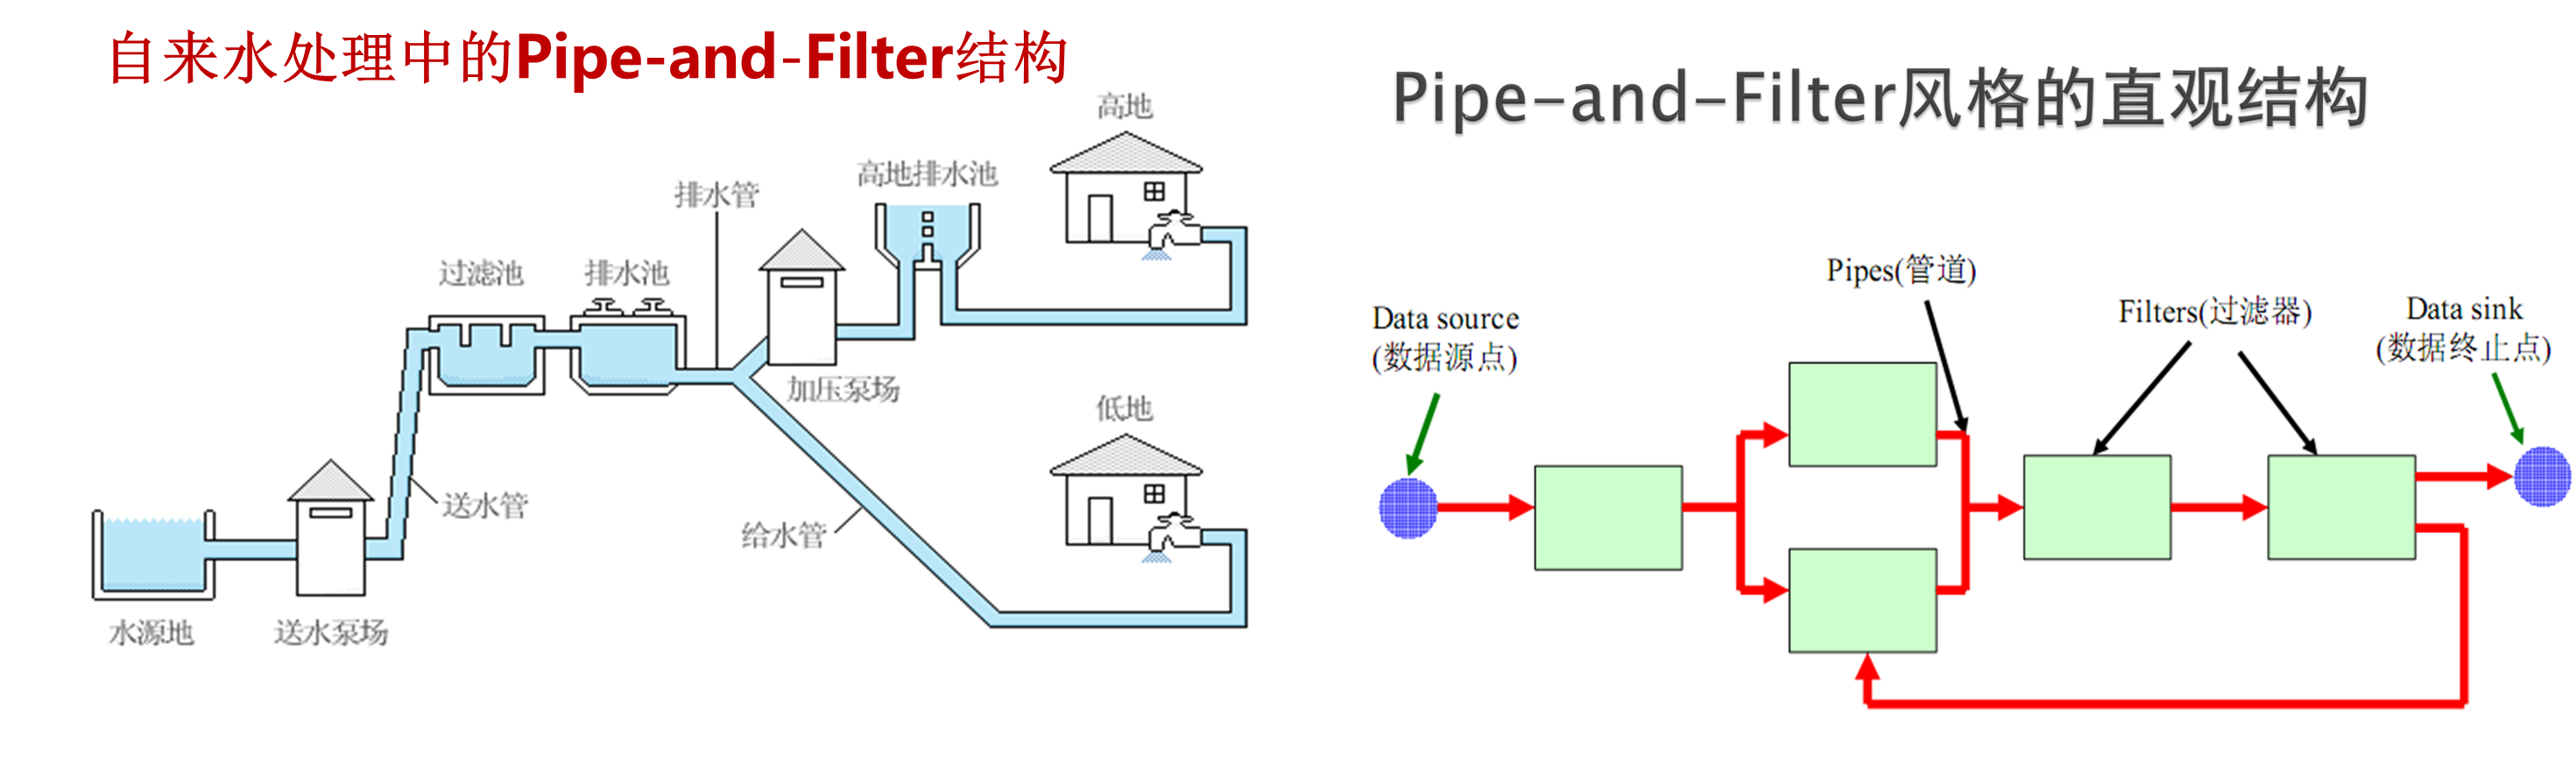 自来水处理中的Pipe-and-Filter结构
高地
高地排水池
排水管
过滤池
排水池
加压泵场
低地
送水管
给水管
水源地
送水泵场
Pipe-and-Filter风格的直观结构
Pipes(管道)
Filters(过滤器)
Data sink
(数据终止点)
Data source
(数据源点)